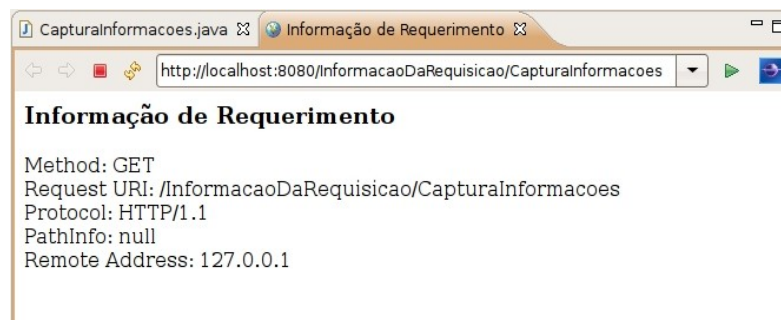 CapturaInformacoes.java
Informação de Requerimento
http://localhost:8080/InformacaoDaRequisicao/CapturaInformacoes
Informação de Requerimento
Method: GET
Request URI: /InformacaoDaRequisicao/CapturaInformacoes
Protocol: HTTP/1.1
PathInfo: null
Remote Address: 127.0.0.1